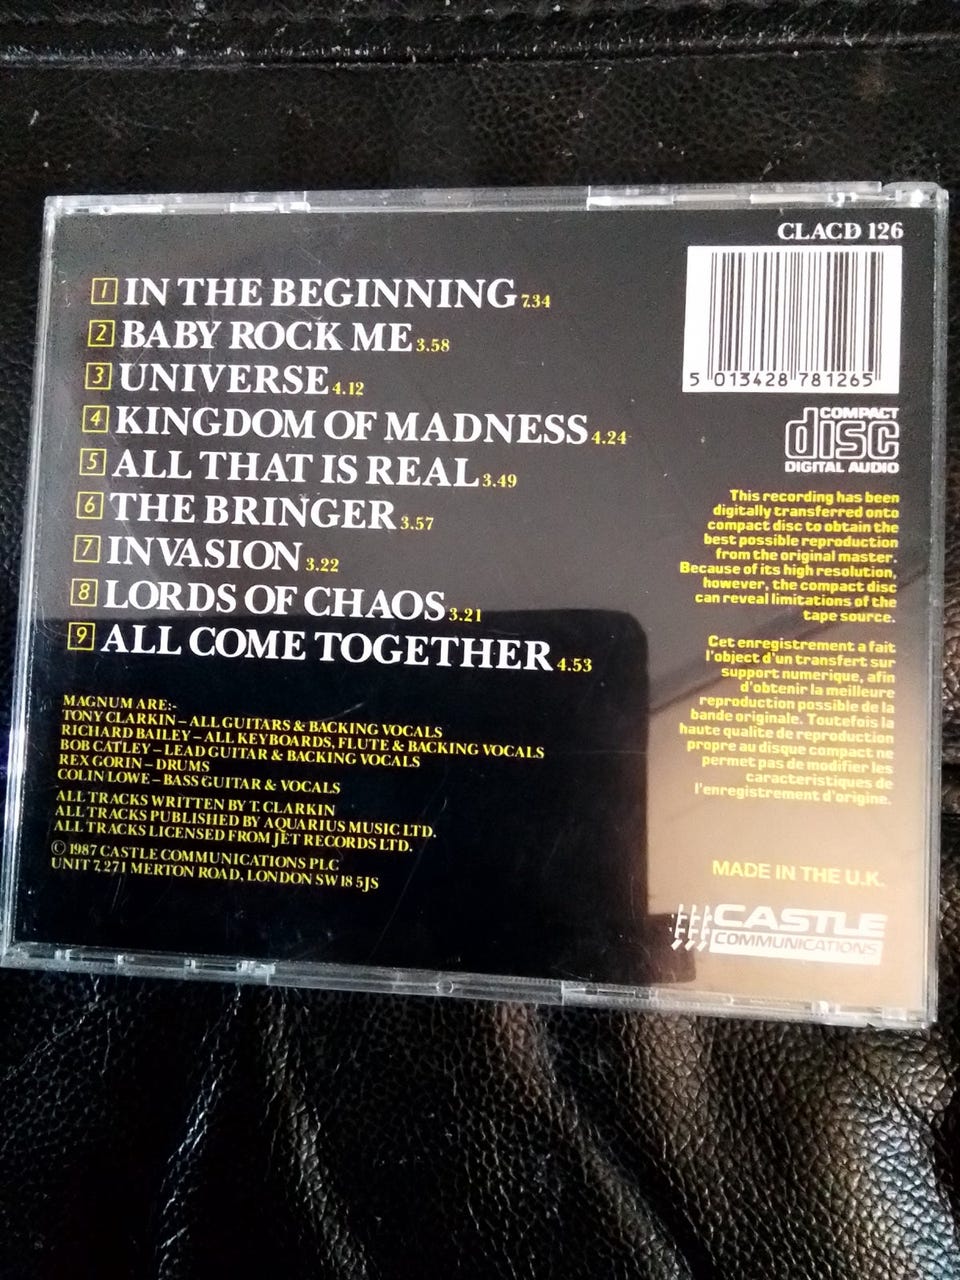 CLACD 126
1 IN THE BEGINNING 7.34
2 BABY ROCK ME 3.58
3 UNIVERSE 4.12
4 KINGDOM OF MADNESS 4.24
5 ALL THAT IS REAL 3.49
6 THE BRINGER 3.57
7 INVASION 3.22
8 LORDS OF CHAOS 3.21
9 ALL COME TOGETHER 4.53
MAGNUM ARE:-
TONY CLARKIN – ALL GUITARS & BACKING VOCALS
RICHARD BAILEY – ALL KEYBOARDS, FLUTE & BACKING VOCALS
BOB CATLEY – LEAD GUITAR & BACKING VOCALS
REX GORIN – DRUMS
COLIN LOWE – BASS GUITAR & VOCALS
ALL TRACKS WRITTEN BY T. CLARKIN
ALL TRACKS PUBLISHED BY AQUARIUS MUSIC LTD.
ALL TRACKS LICENSED FROM JET RECORDS LTD.
© 1987 CASTLE COMMUNICATIONS PLC
UNIT 7, 271 MERTON ROAD, LONDON SW18 5JS
5 013428 781265
COMPACT
disc
DIGITAL AUDIO
This recording has been
digitally transferred onto
compact disc to obtain the
best possible reproduction
from the original master.
Because of its high resolution,
however, the compact disc
can reveal limitations of the
tape source.
Cet enregistrement a fait
l'object d'un transfert sur
support numerique, afin
d'obtenir la meilleure
reproduction possible de la
bande originale. Toutefois la
haute qualite de reproduction
propre au disque compact ne
permet pas de modifier les
caracteristiques de
l'enregistrement d'origine.
MADE IN THE U.K.
CASTLE
COMMUNICATIONS